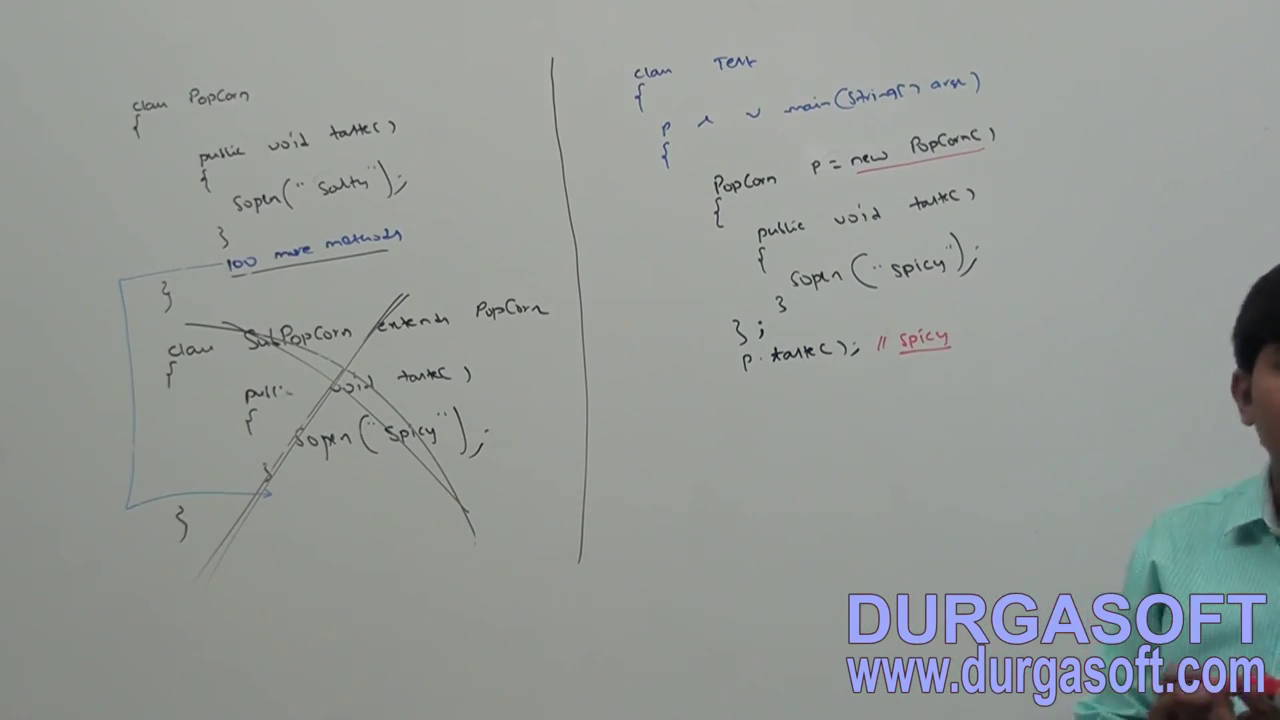 class PopCorn
{
public void taste()
{
sopln("salty");
}
100 more methods
}
class SubPopCorn extends PopCorn
{
public void taste()
{
sopln("spicy");
}
}
class Test
{
p s v main(String[] args)
{
PopCorn p = new PopCorn()
{
public void taste()
{
sopln("spicy");
}
};
p.taste(); // spicy
DURGASOFT
www.durgasoft.com